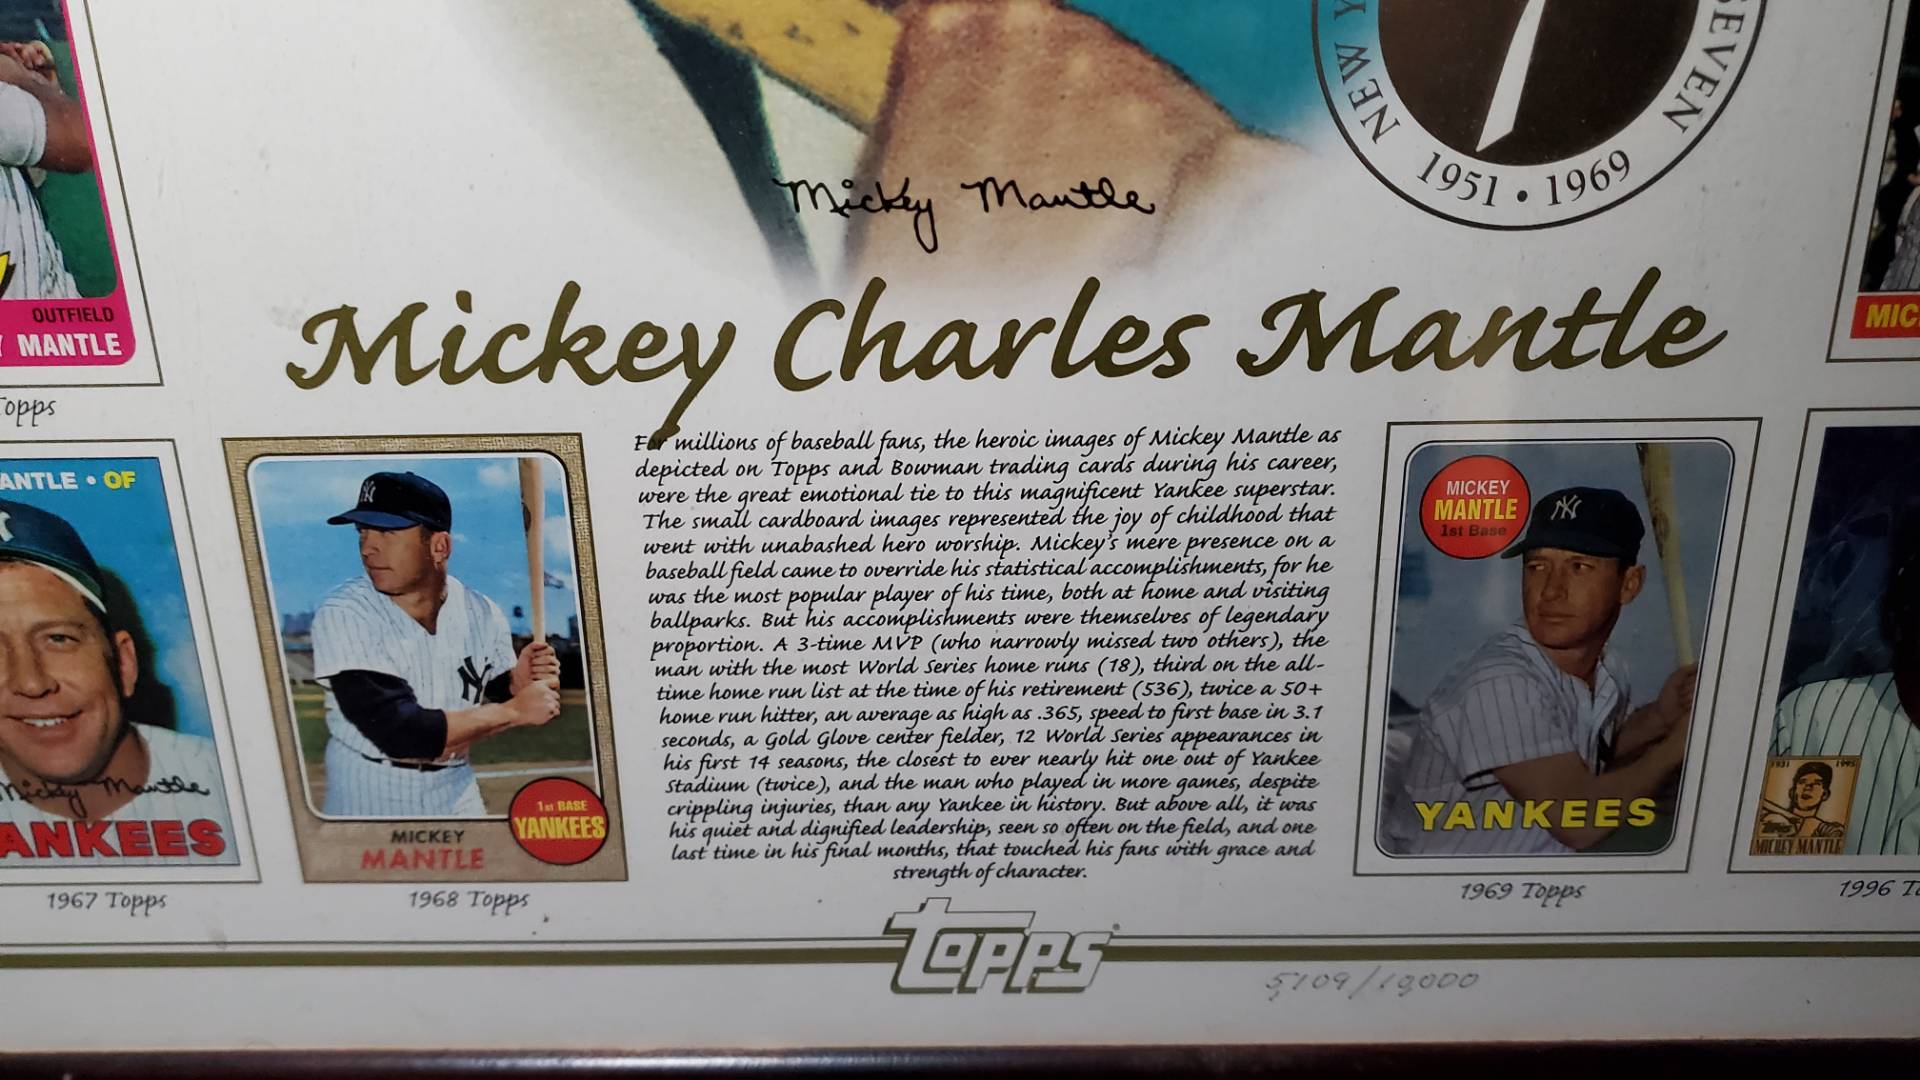 NEW
SEVEN
1951 • 1969
Mickey Mantle
Mickey Charles Mantle
OUTFIELD
MANTLE
Topps
MANTLE • OF
Mickey Mantle
YANKEES
1967 Topps
1st BASE
YANKEES
MICKEY
MANTLE
1968 Topps
For millions of baseball fans, the heroic images of Mickey Mantle as
depicted on Topps and Bowman trading cards during his career,
were the great emotional tie to this magnificent Yankee superstar.
The small cardboard images represented the joy of childhood that
went with unabashed hero worship. Mickey's mere presence on a
baseball field came to override his statistical accomplishments, for he
was the most popular player of his time, both at home and visiting
ballparks. But his accomplishments were themselves of legendary
proportion. A 3-time MVP (who narrowly missed two others), the
man with the most World Series home runs (18), third on the all-
time home run list at the time of his retirement (536), twice a 50+
home run hitter, an average as high as .365, speed to first base in 3.1
seconds, a Gold Glove center fielder, 12 World Series appearances in
his first 14 seasons, the closest to ever nearly hit one out of Yankee
Stadium (twice), and the man who played in more games, despite
crippling injuries, than any Yankee in history. But above all, it was
his quiet and dignified leadership, seen so often on the field, and one
last time in his final months, that touched his fans with grace and
strength of character.
MICKEY
MANTLE
1st Base
YANKEES
1969 Topps
MIC
1931 1995
Topps
MICKEY MANTLE
1996 To
Topps
5109/10,000